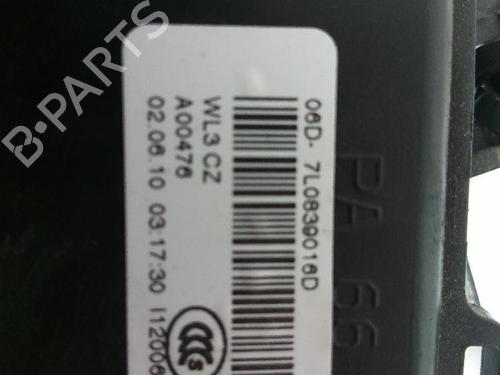 06D- 7L0839016D
WL3 CZ
A00476
02.06.10 03:17:30 I12006
CCC S
PA 66
B-PARTS